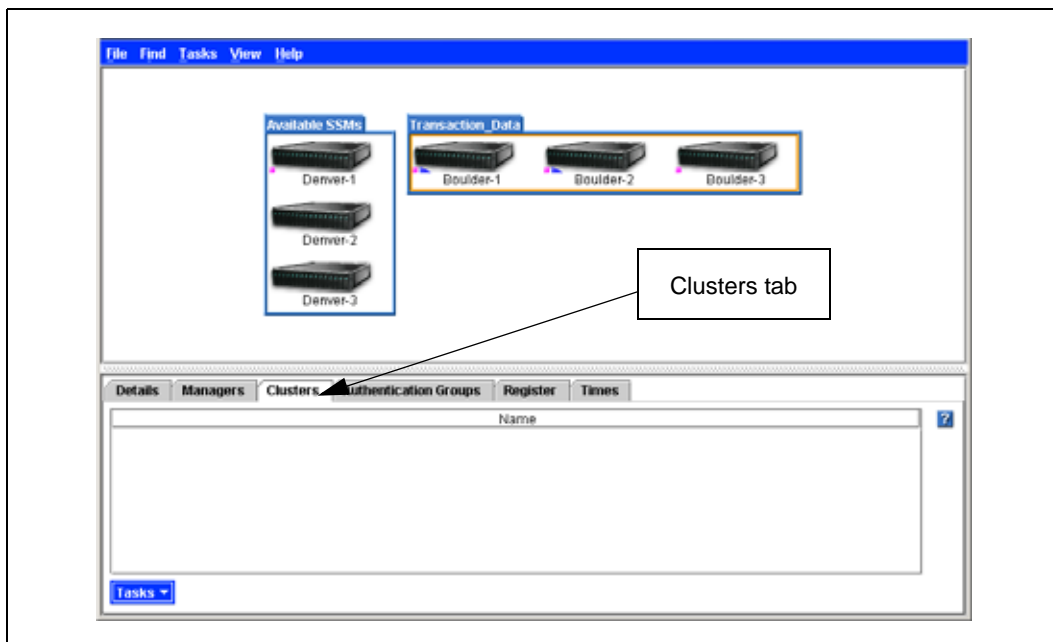 File Find Tasks View Help
Available SSMs
Transaction_Data
Denver-1
Boulder-1
Boulder-2
Boulder-3
Denver-2
Denver-3
Clusters tab
Details Managers Clusters Authentication Groups Register Times
Name
?
Tasks